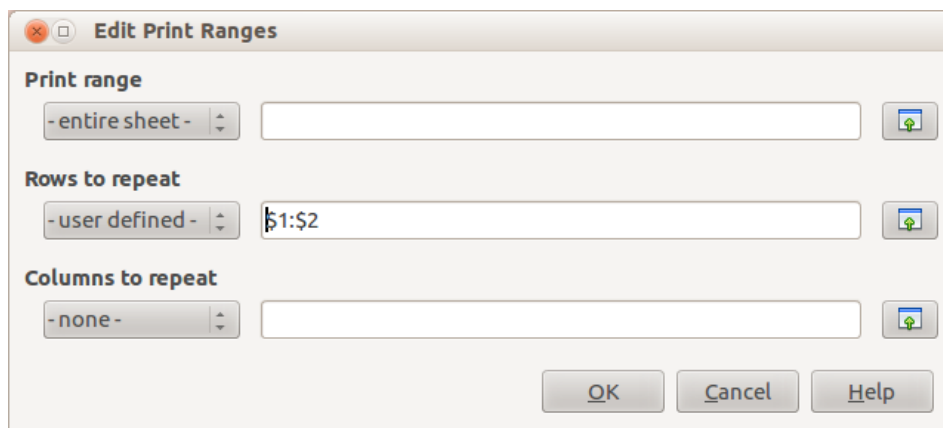 Edit Print Ranges
Print range
- entire sheet -
Rows to repeat
- user defined - $1:$2
Columns to repeat
- none -
OK Cancel Help